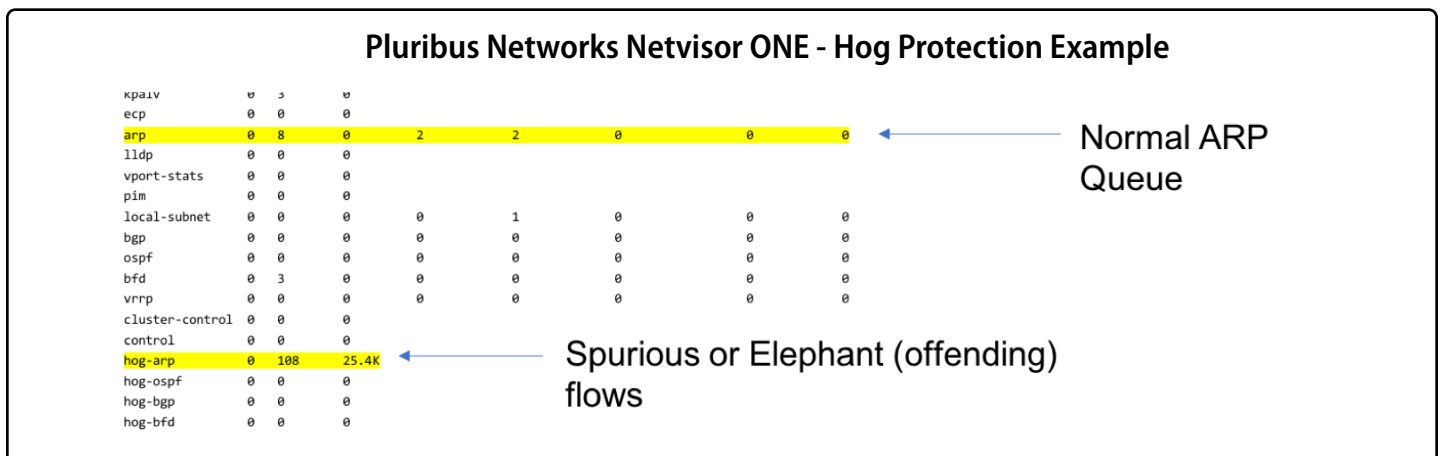 Pluribus Networks Netvisor ONE - Hog Protection Example
kpalv 0 3 0
ecp 0 0 0
arp 0 8 0 2 2 0 0 0
Normal ARP
Queue
lldp 0 0 0
vport-stats 0 0 0
pim 0 0 0
local-subnet 0 0 0 0 1 0 0 0
bgp 0 0 0 0 0 0 0 0
ospf 0 0 0 0 0 0 0 0
bfd 0 3 0 0 0 0 0 0
vrrp 0 0 0 0 0 0 0 0
cluster-control 0 0 0
control 0 0 0
hog-arp 0 108 25.4K
Spurious or Elephant (offending)
flows
hog-ospf 0 0 0
hog-bgp 0 0 0
hog-bfd 0 0 0